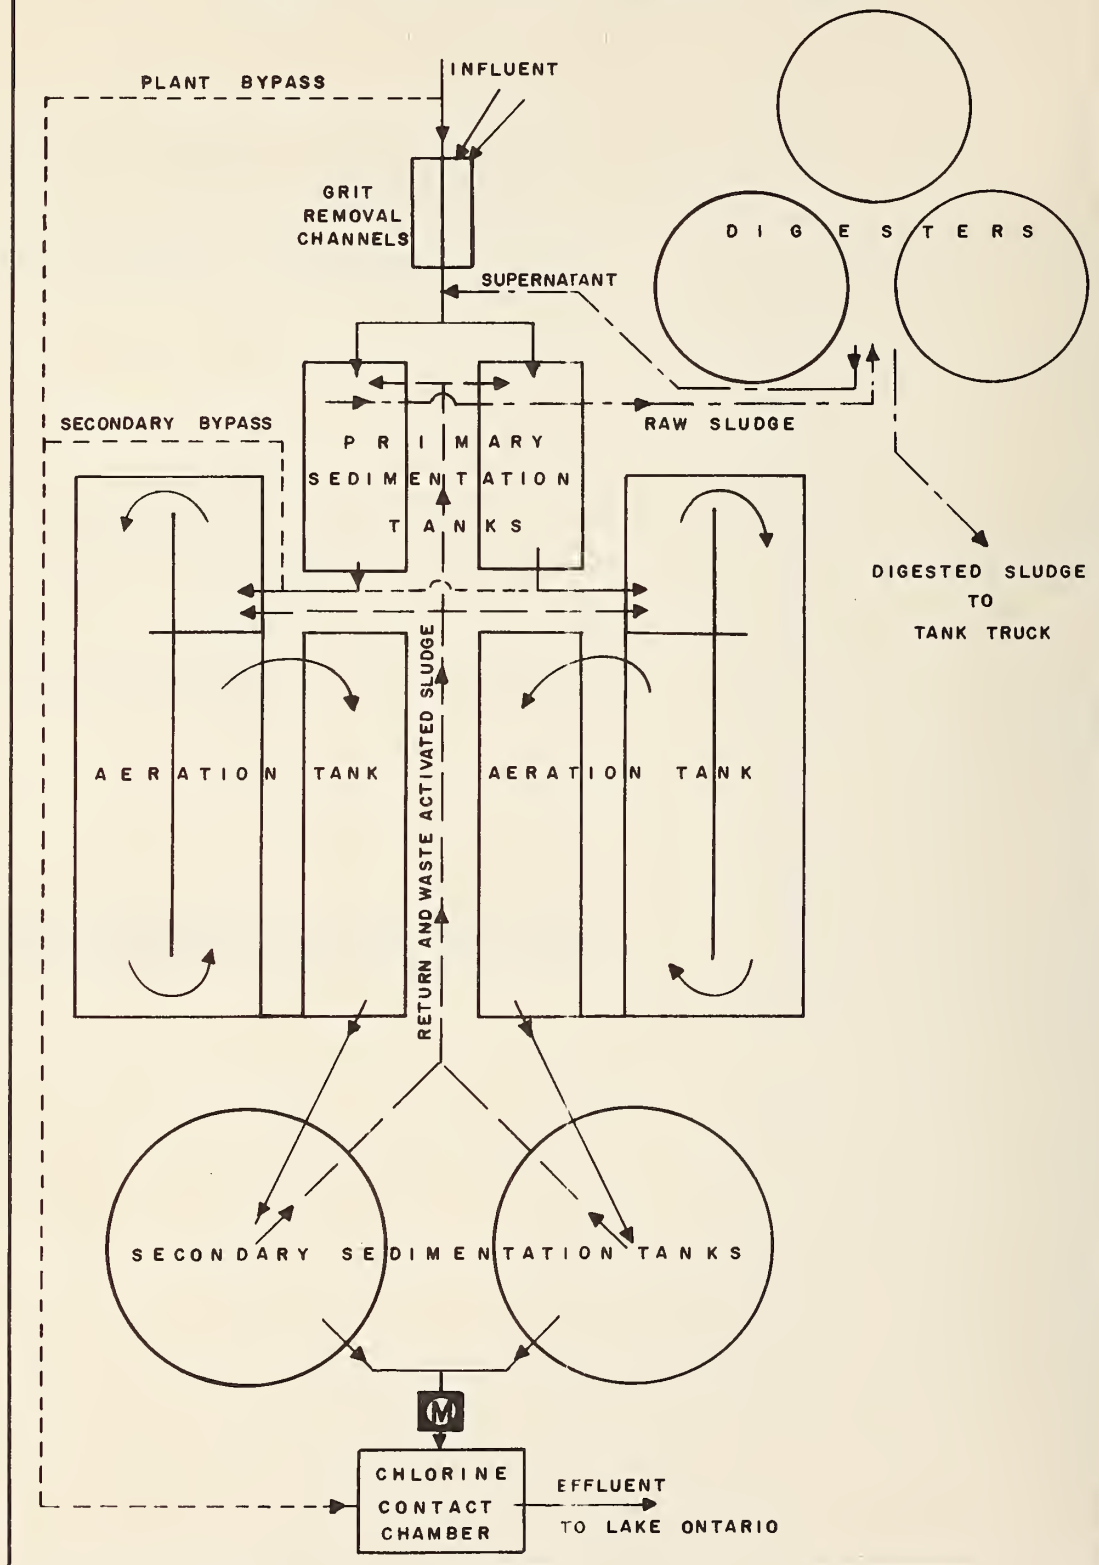 INFLUENT
PLANT BYPASS
GRIT
REMOVAL
CHANNELS
DIGESTERS
SUPERNATANT
SECONDARY BYPASS
RAW SLUDGE
PRIMARY
SEDIMENTATION
TANKS
DIGESTED SLUDGE
TO
TANK TRUCK
RETURN AND WASTE ACTIVATED SLUDGE
AERATION TANK
AERATION TANK
SECONDARY SEDIMENTATION TANKS
M
CHLORINE
CONTACT
CHAMBER
EFFLUENT
TO LAKE ONTARIO